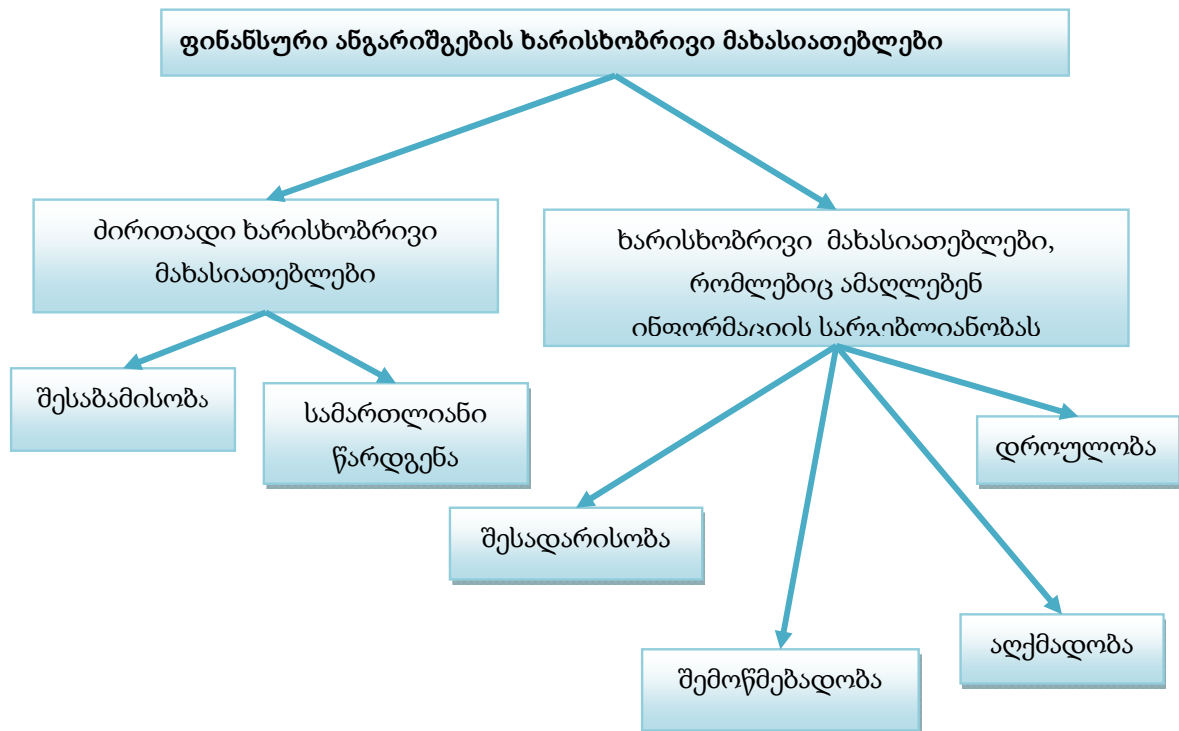 ფინანსური ანგარიშგების ხარისხობრივი მახასიათებლები
ძირითადი ხარისხობრივი
მახასიათებლები
ხარისხობრივი მახასიათებლები,
რომლებიც ამაღლებენ
ინფორმაციის სარგებლიანობას
შესაბამისობა
სამართლიანი
წარდგენა
დროულობა
შესადარისობა
აღქმადობა
შემოწმებადობა